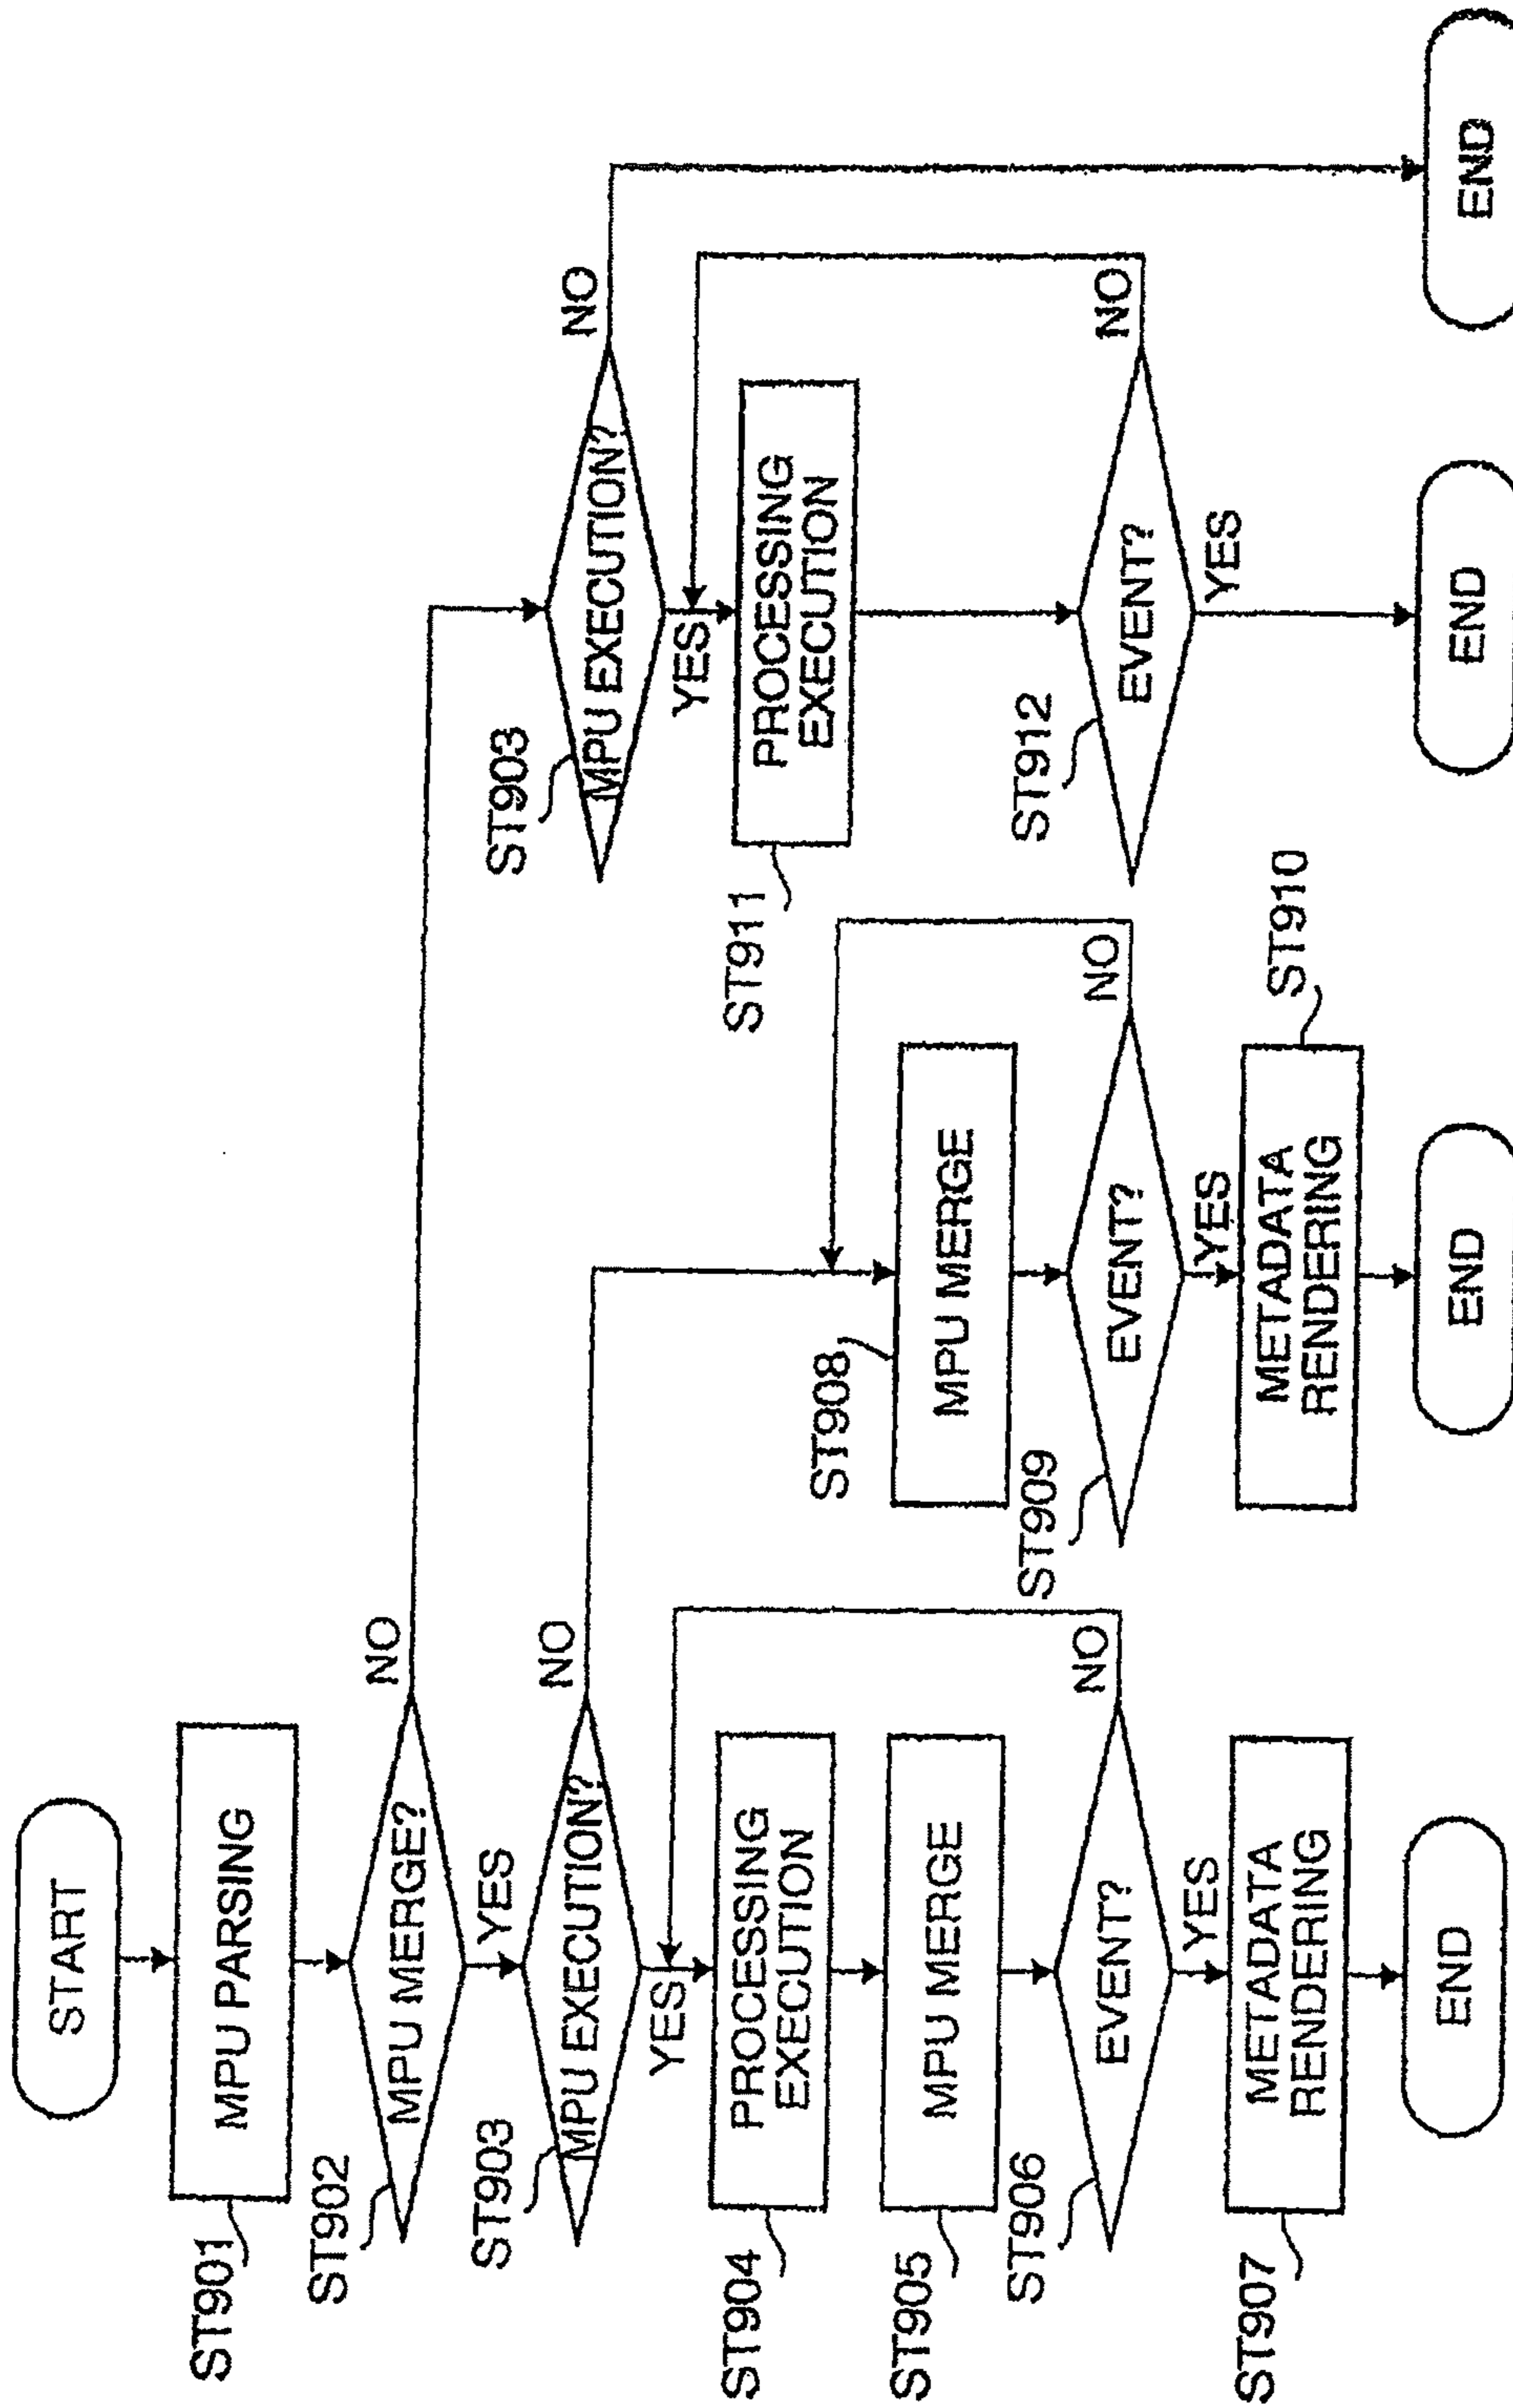 START
ST901
MPU PARSING
ST902
MPU MERGE?
NO
YES
ST903
MPU EXECUTION?
NO
YES
ST904
PROCESSING
EXECUTION
ST905
MPU MERGE
ST906
EVENT?
NO
YES
ST907
METADATA
RENDERING
END
ST908
MPU MERGE
ST909
EVENT?
NO
YES
ST910
METADATA
RENDERING
END
ST903
MPU EXECUTION?
NO
YES
ST911
PROCESSING
EXECUTION
ST912
EVENT?
NO
YES
END
END